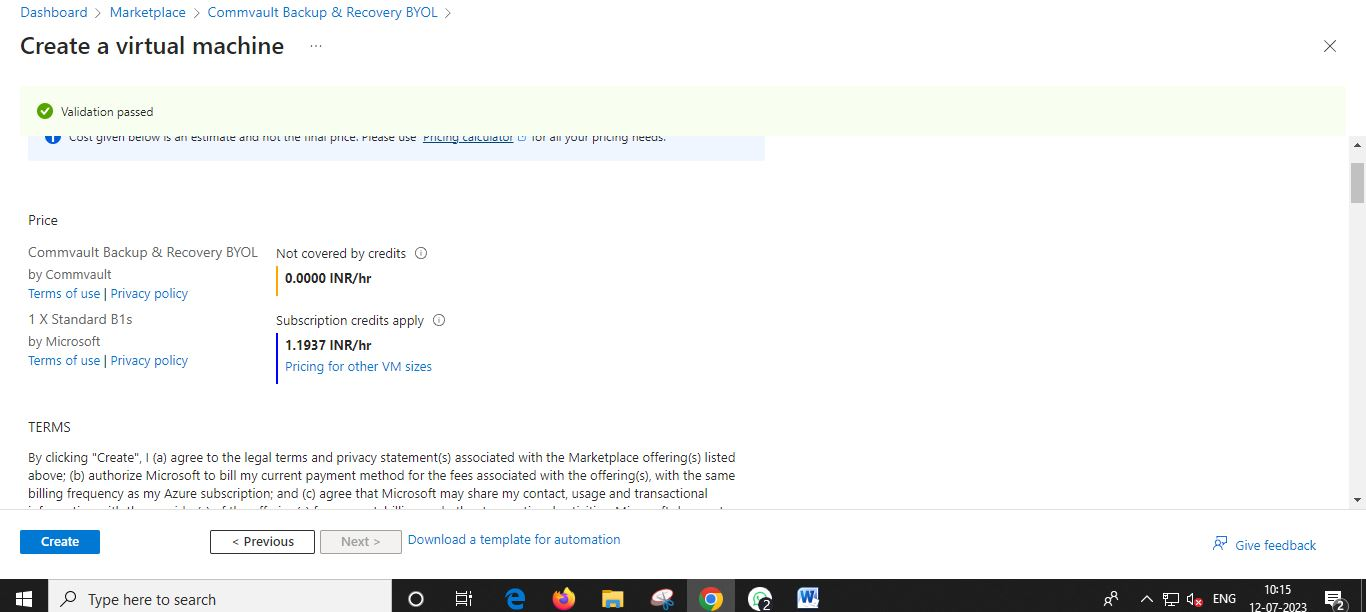 Dashboard > Marketplace > Commvault Backup & Recovery BYOL >
Create a virtual machine ...
Validation passed
Cost given below is an estimate and not the final price. Please use Pricing calculator for all your pricing needs.
Price
Commvault Backup & Recovery BYOL
by Commvault
Terms of use | Privacy policy
Not covered by credits
0.0000 INR/hr
1 X Standard B1s
by Microsoft
Terms of use | Privacy policy
Subscription credits apply
1.1937 INR/hr
Pricing for other VM sizes
TERMS
By clicking "Create", I (a) agree to the legal terms and privacy statement(s) associated with the Marketplace offering(s) listed
above; (b) authorize Microsoft to bill my current payment method for the fees associated with the offering(s), with the same
billing frequency as my Azure subscription; and (c) agree that Microsoft may share my contact, usage and transactional
Create
< Previous
Next >
Download a template for automation
Give feedback
Type here to search
2
W
ENG
10:15
12-07-2023
2